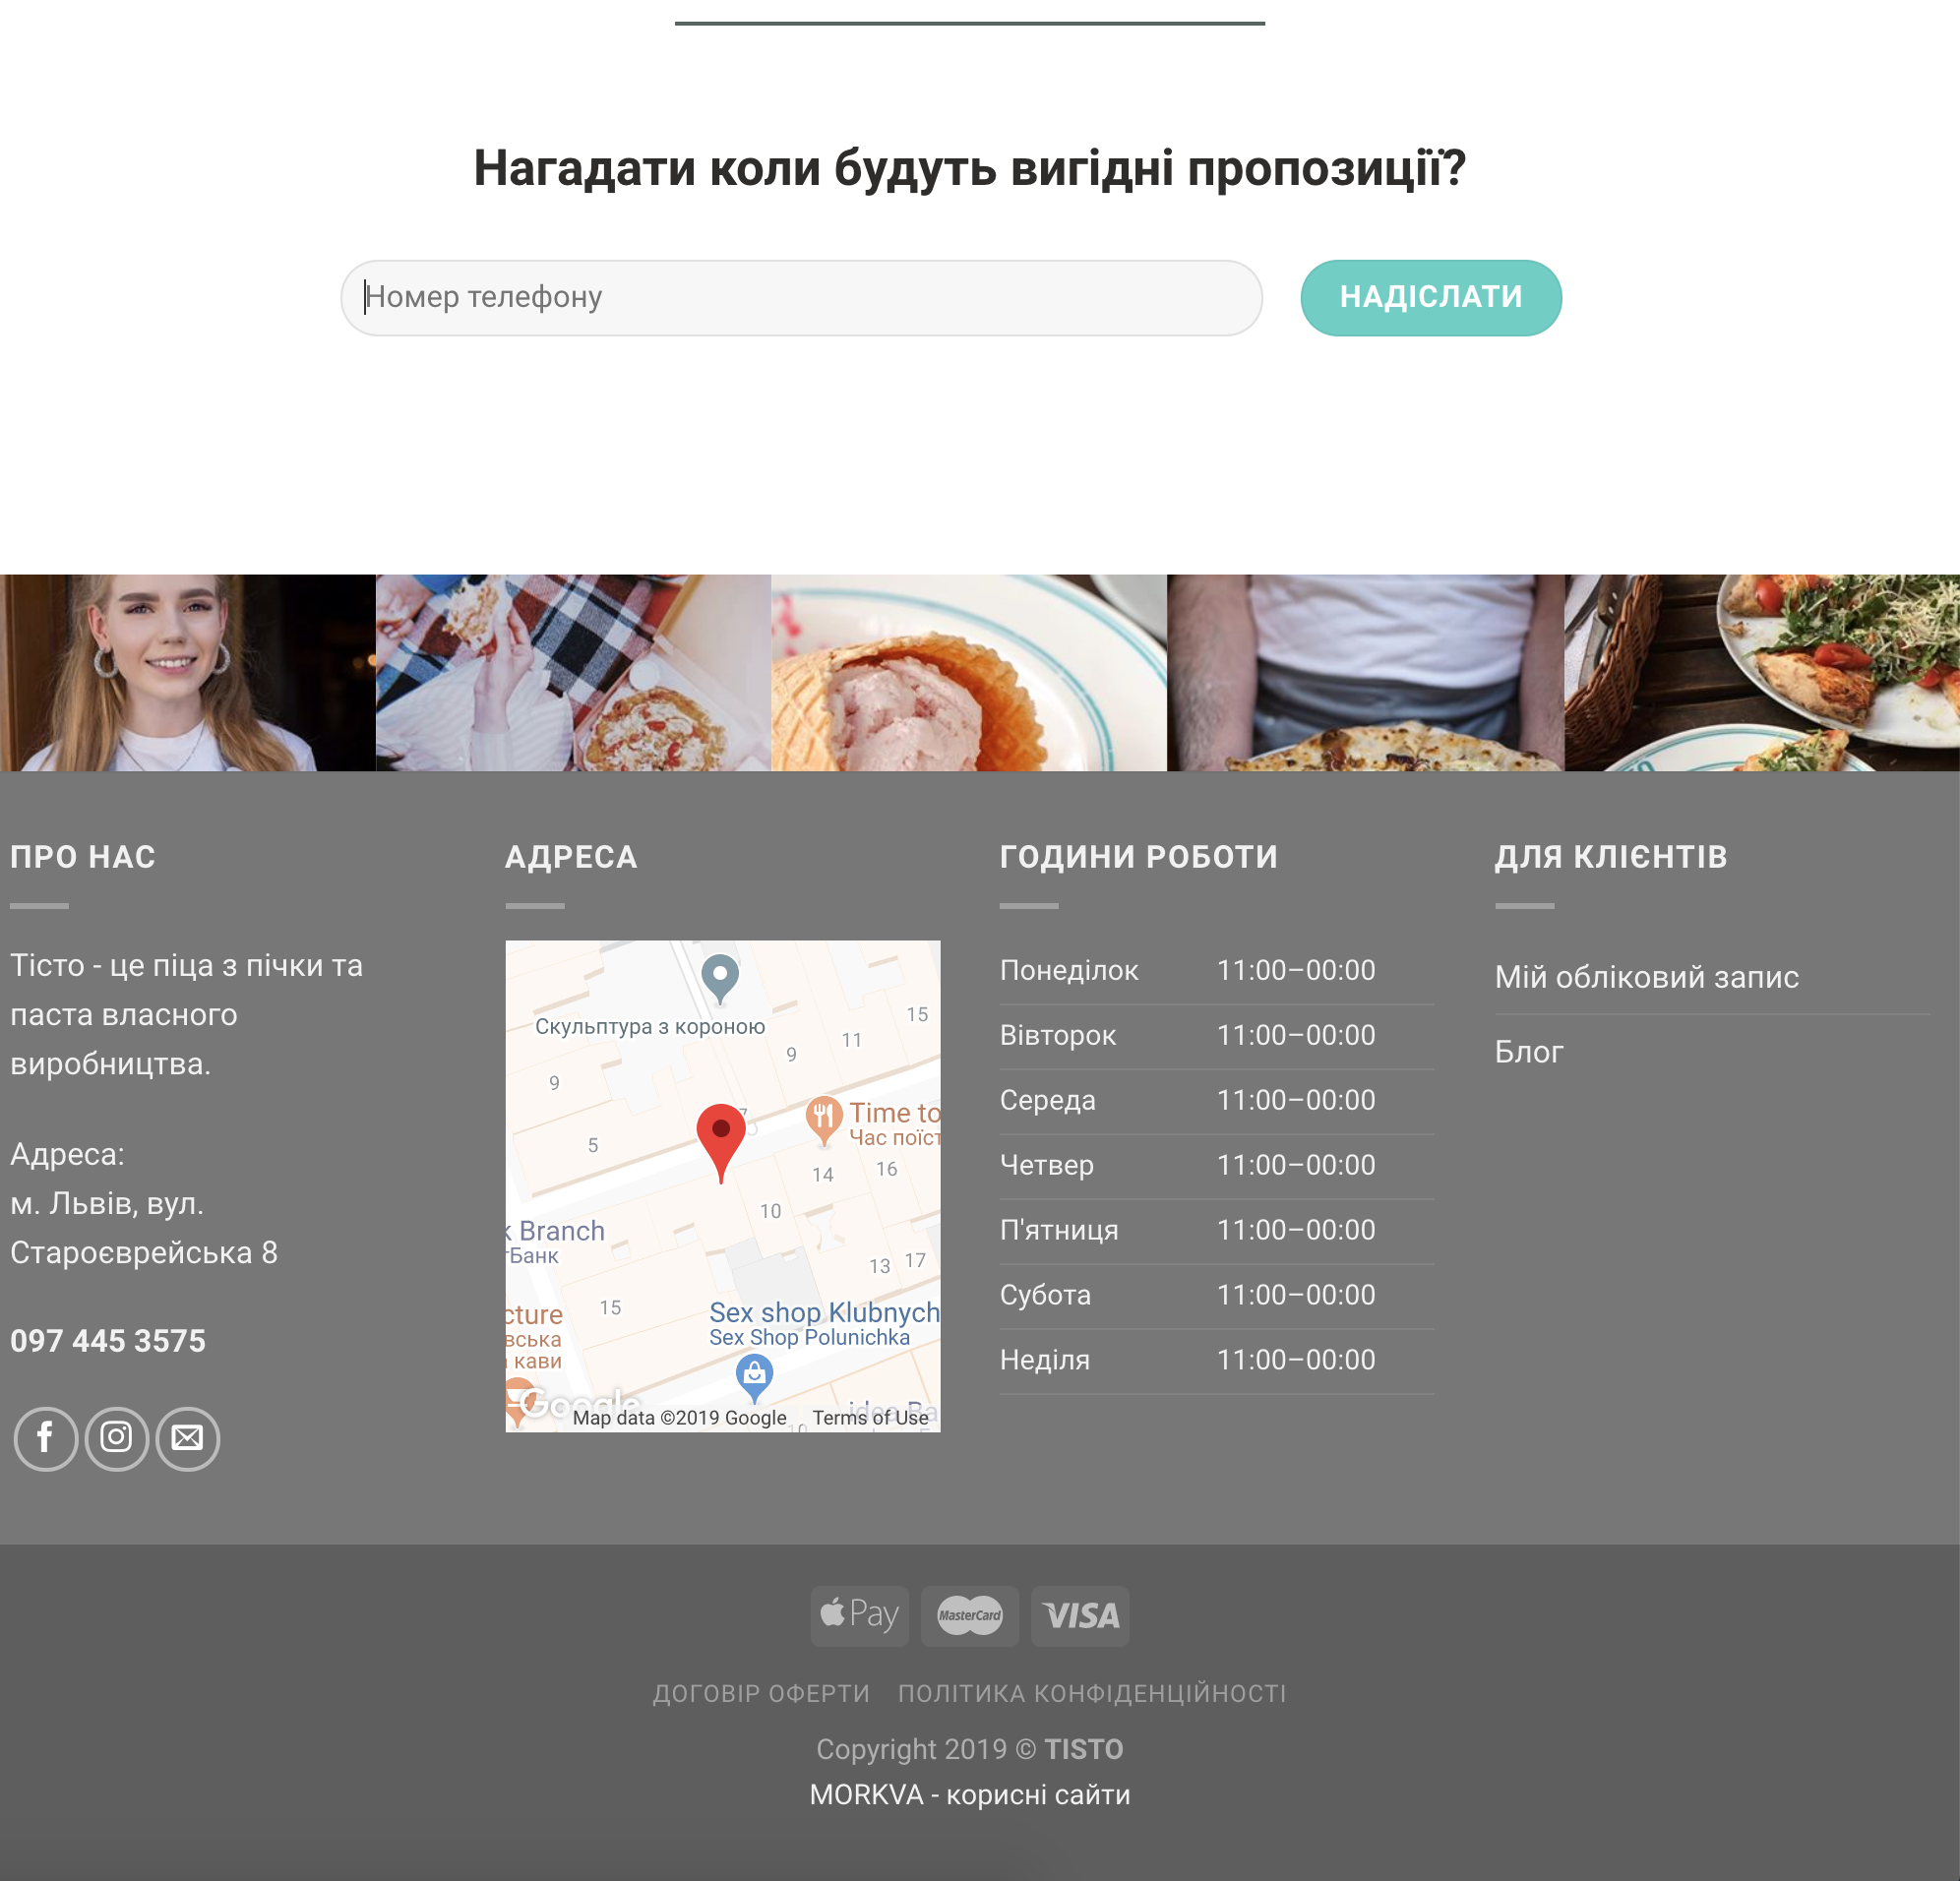 Нагадати коли будуть вигідні пропозиції?
Номер телефону
НАДІСЛАТИ
ПРО НАС
Тісто - це піца з пічки та
паста власного
виробництва.
Адреса:
м. Львів, вул.
Староєврейська 8
097 445 3575
АДРЕСА
Скульптура з короною
15
11
9
9
7
Time to
Час поїст
5
14
16
10
k Branch
тБанк
13
17
15
cture
вська
кави
Sex shop Klubnych
Sex Shop Polunichka
Google
idea Ba
Map data ©2019 Google
Terms of Use
10
ГОДИНИ РОБОТИ
Понеділок 11:00–00:00
Вівторок 11:00–00:00
Середа 11:00–00:00
Четвер 11:00–00:00
П'ятниця 11:00–00:00
Субота 11:00–00:00
Неділя 11:00–00:00
ДЛЯ КЛІЄНТІВ
Мій обліковий запис
Блог
Pay
MasterCard
VISA
ДОГОВІР ОФЕРТИ ПОЛІТИКА КОНФІДЕНЦІЙНОСТІ
Copyright 2019 © TISTO
MORKVA - корисні сайти